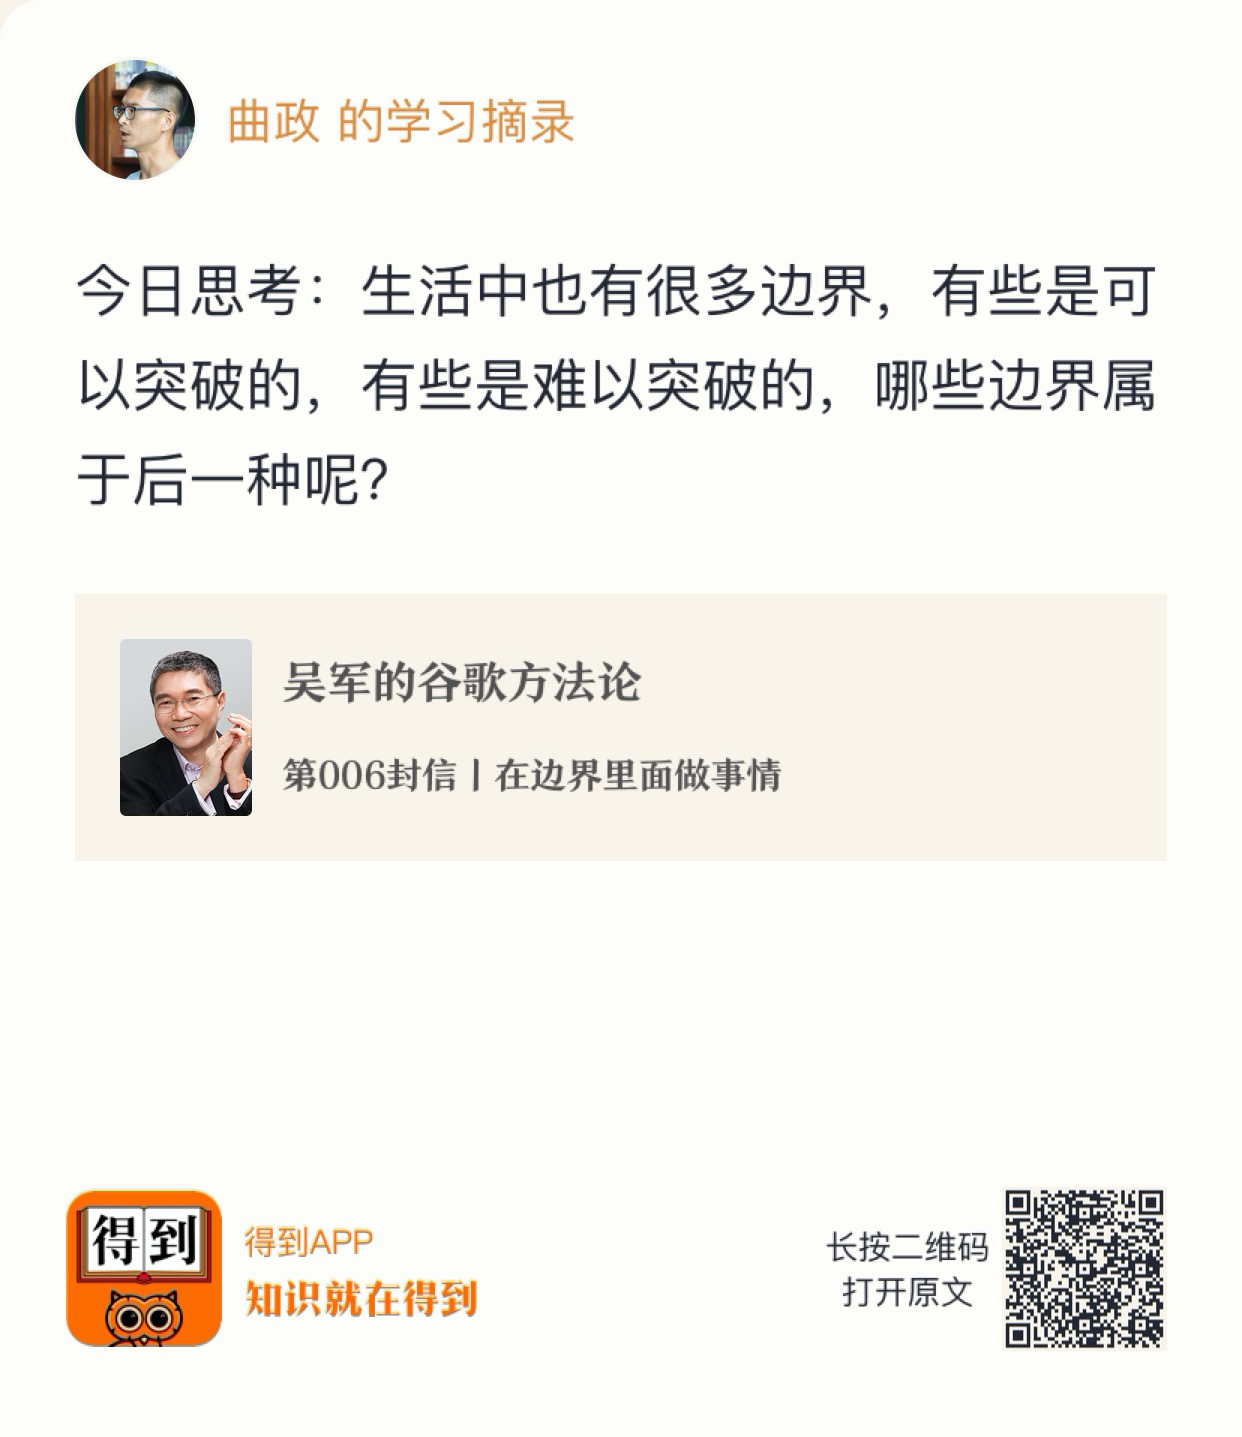 曲政 的学习摘录
今日思考：生活中也有很多边界，有些是可
以突破的，有些是难以突破的，哪些边界属
于后一种呢？
吴军的谷歌方法论
第006封信丨在边界里面做事情
得到
得到APP
知识就在得到
长按二维码
打开原文